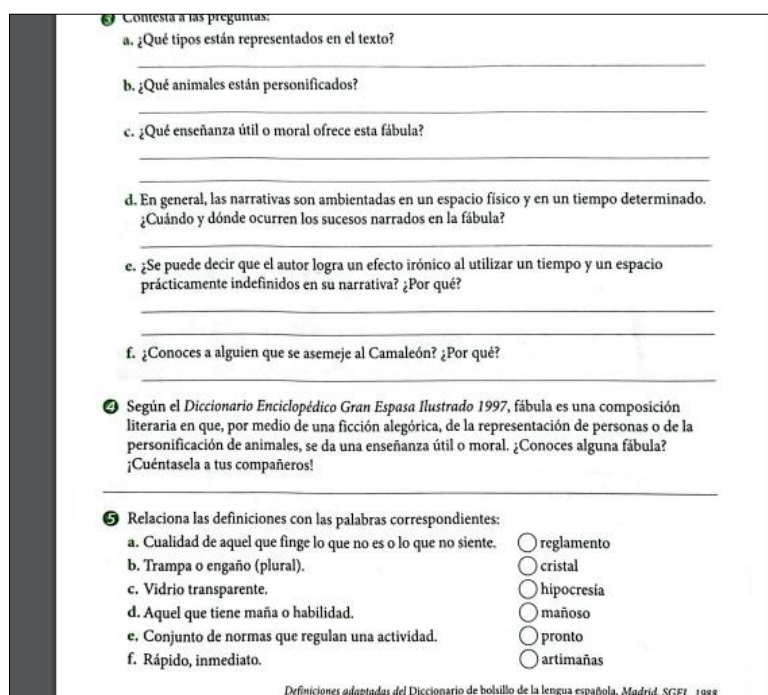 3 Contesta a las preguntas:
a. ¿Qué tipos están representados en el texto?
b. ¿Qué animales están personificados?
c. ¿Qué enseñanza útil o moral ofrece esta fábula?
d. En general, las narrativas son ambientadas en un espacio físico y en un tiempo determinado.
¿Cuándo y dónde ocurren los sucesos narrados en la fábula?
e. ¿Se puede decir que el autor logra un efecto irónico al utilizar un tiempo y un espacio
prácticamente indefinidos en su narrativa? ¿Por qué?
f. ¿Conoces a alguien que se asemeje al Camaleón? ¿Por qué?
4 Según el Diccionario Enciclopédico Gran Espasa Ilustrado 1997, fábula es una composición
literaria en que, por medio de una ficción alegórica, de la representación de personas o de la
personificación de animales, se da una enseñanza útil o moral. ¿Conoces alguna fábula?
¡Cuéntasela a tus compañeros!
5 Relaciona las definiciones con las palabras correspondientes:
a. Cualidad de aquel que finge lo que no es o lo que no siente. reglamento
b. Trampa o engaño (plural). cristal
c. Vidrio transparente. hipocresía
d. Aquel que tiene maña o habilidad. mañoso
e. Conjunto de normas que regulan una actividad. pronto
f. Rápido, inmediato. artimañas
Definiciones adaptadas del Diccionario de bolsillo de la lengua española, Madrid, SGEL, 1988